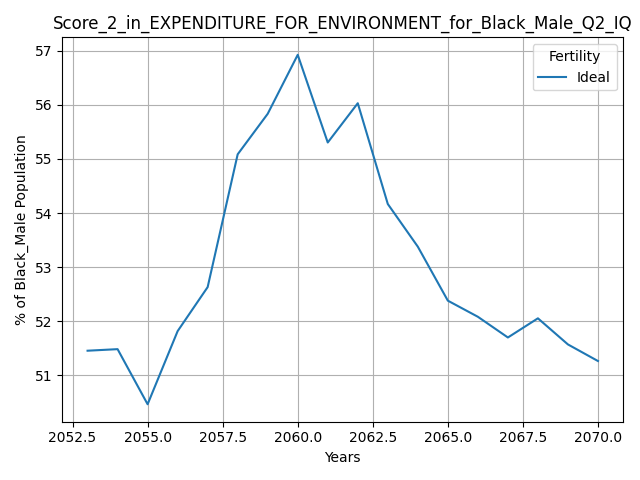 Score_2_in_EXPENDITURE_FOR_ENVIRONMENT_for_Black_Male_Q2_IQ
Fertility
Ideal
% of Black_Male Population
57
56
55
54
53
52
51
2052.5 2055.0 2057.5 2060.0 2062.5 2065.0 2067.5 2070.0
Years